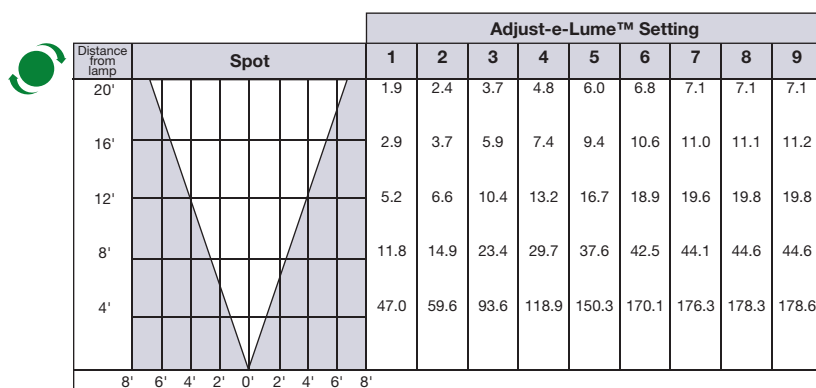 Adjust-e-Lume™ Setting
Distance from lamp Spot 1 2 3 4 5 6 7 8 9
20' 1.9 2.4 3.7 4.8 6.0 6.8 7.1 7.1 7.1
16' 2.9 3.7 5.9 7.4 9.4 10.6 11.0 11.1 11.2
12' 5.2 6.6 10.4 13.2 16.7 18.9 19.6 19.8 19.8
8' 11.8 14.9 23.4 29.7 37.6 42.5 44.1 44.6 44.6
4' 47.0 59.6 93.6 118.9 150.3 170.1 176.3 178.3 178.6
8' 6' 4' 2' 0' 2' 4' 6' 8'